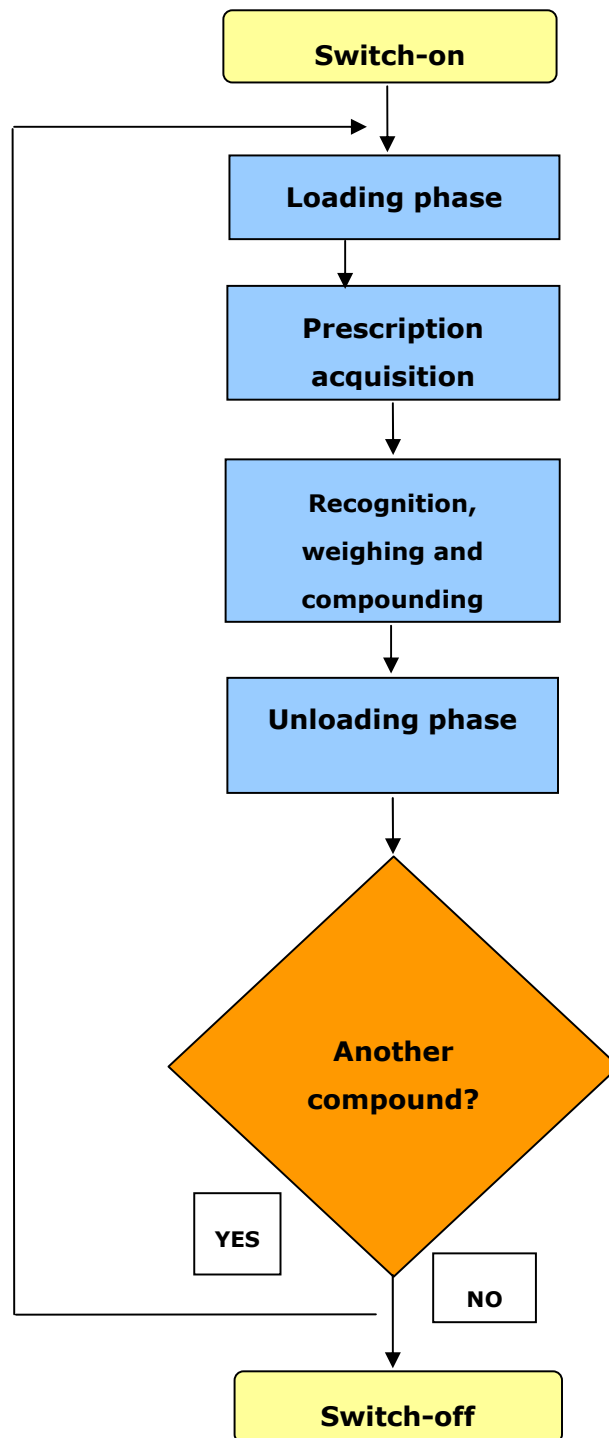 Switch-on
Loading phase
Prescription
acquisition
Recognition,
weighing and
compounding
Unloading phase
Another
compound?
YES
NO
Switch-off